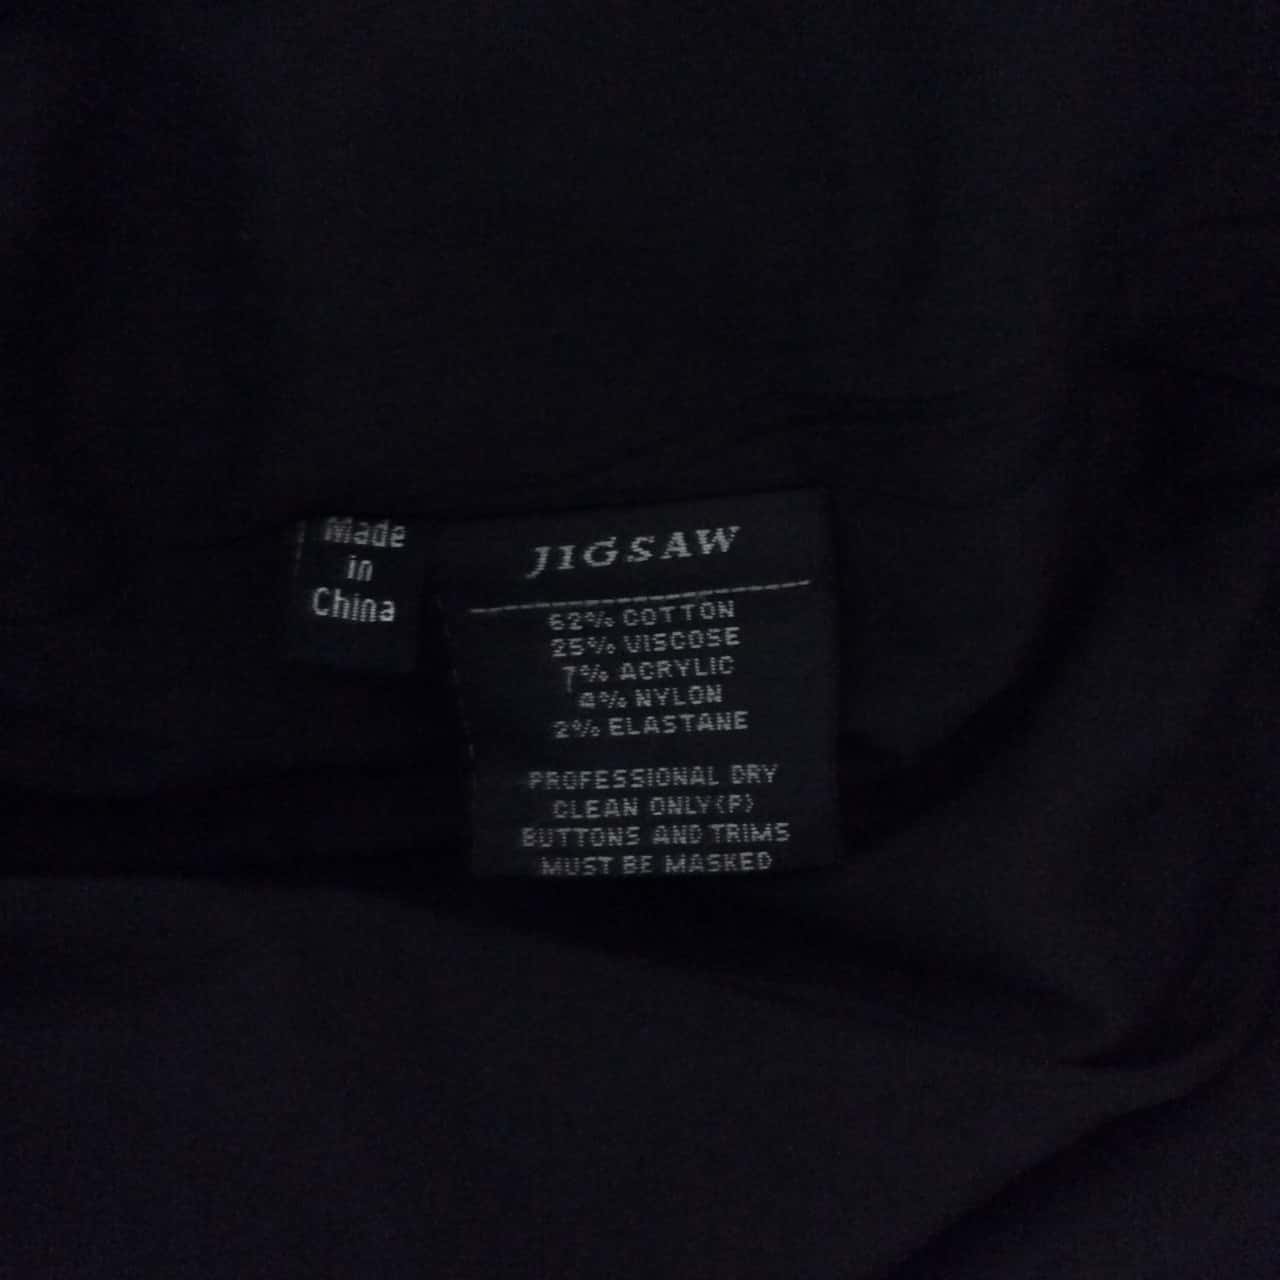 Made
in
China
JIGSAW
62% COTTON
25% VISCOSE
7% ACRYLIC
4% NYLON
2% ELASTANE
PROFESSIONAL DRY
CLEAN ONLY(P)
BUTTONS AND TRIMS
MUST BE MASKED